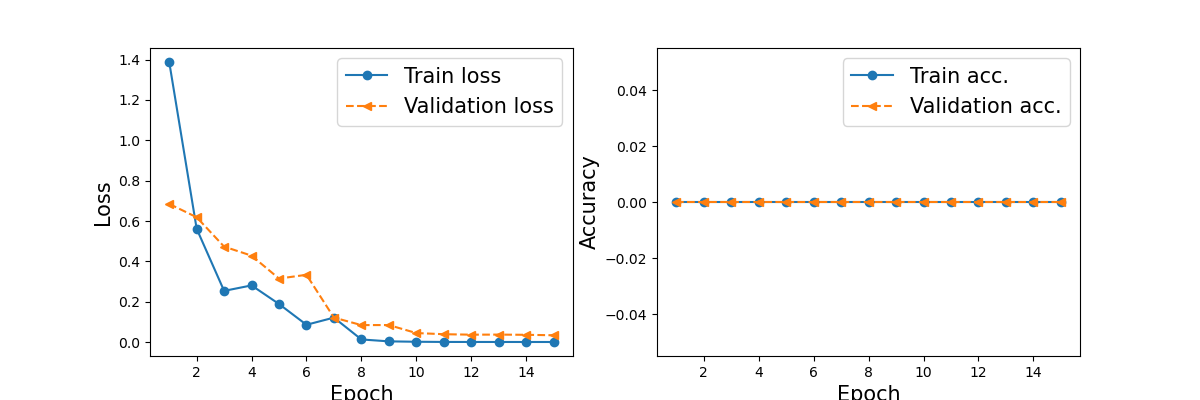 1.4
1.2
1.0
0.8
0.6
0.4
0.2
0.0
Loss
Train loss
Validation loss
2 4 6 8 10 12 14
Epoch
0.04
0.02
0.00
−0.02
−0.04
Accuracy
Train acc.
Validation acc.
2 4 6 8 10 12 14
Epoch